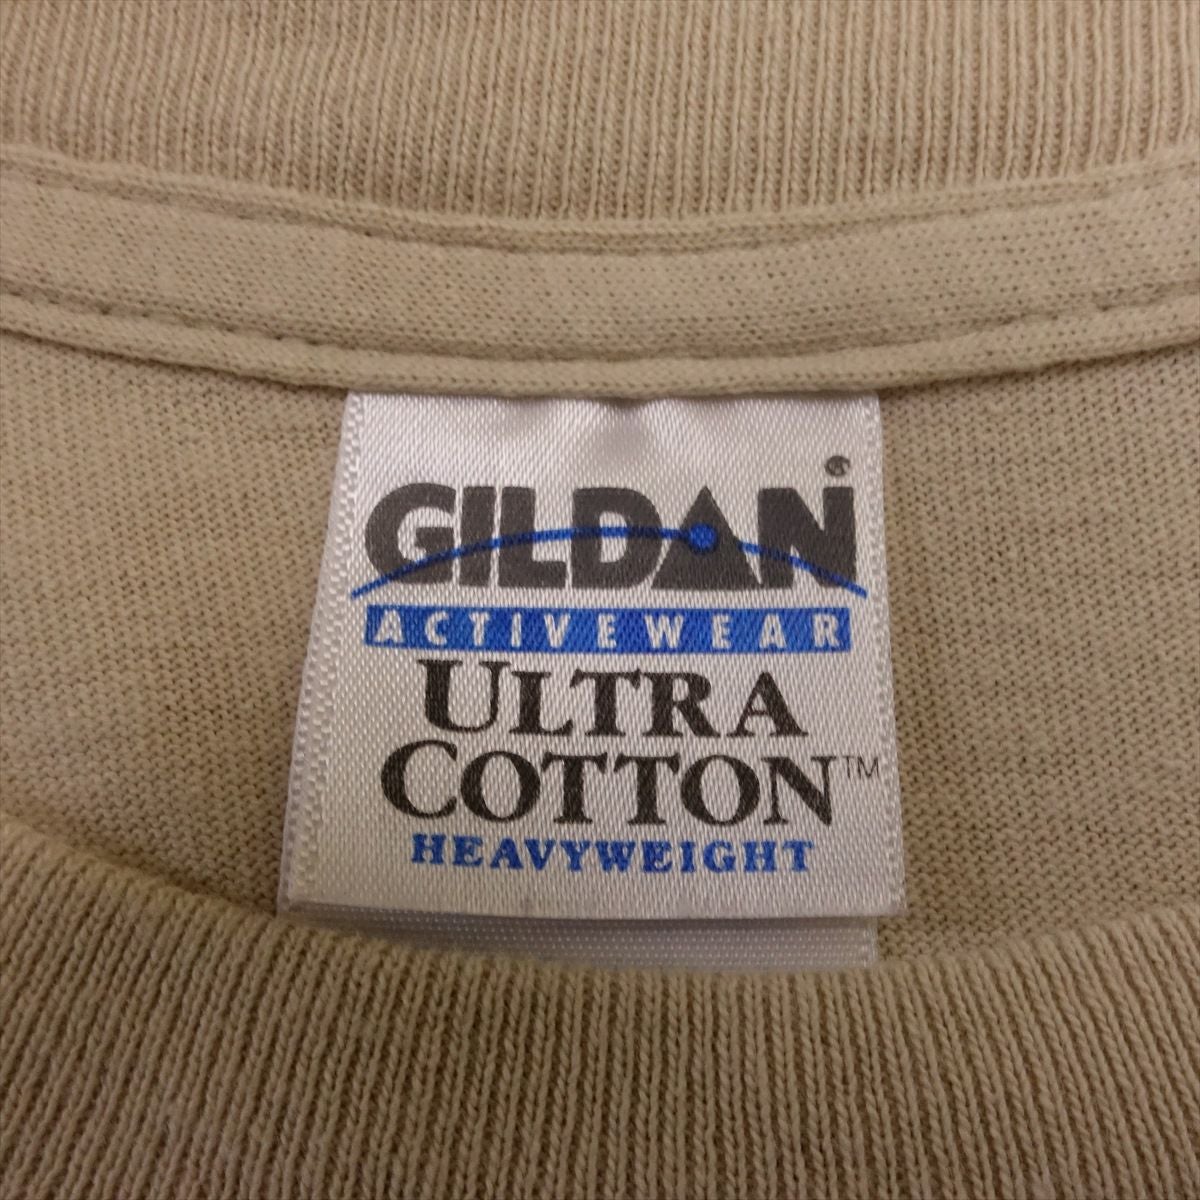 GILDAN®
ACTIVEWEAR
ULTRA
COTTON™
HEAVYWEIGHT